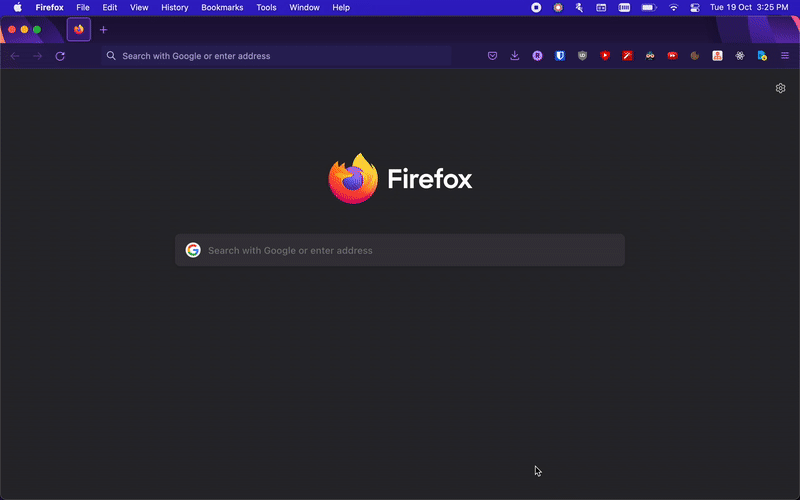 Firefox File Edit View History Bookmarks Tools Window Help Tue 19 Oct 3:25 PM
Search with Google or enter address
Firefox
Search with Google or enter address